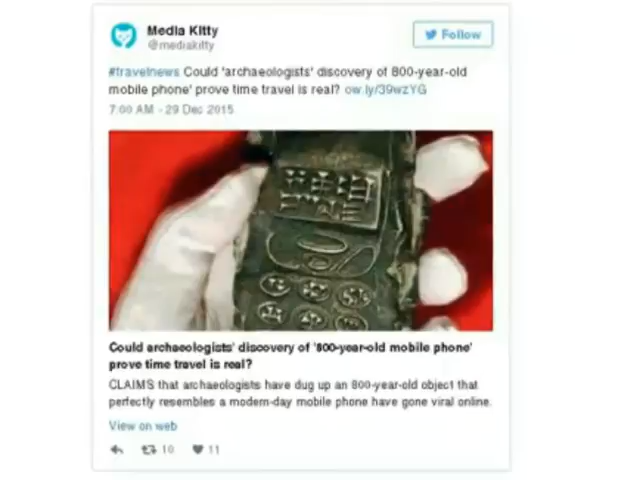 Media Kitty
@mediakitty
Follow
#travelnews Could 'archaeologists' discovery of 800-year-old
mobile phone' prove time travel is real? ow.ly/39wzYG
7:00 AM - 29 Dec 2015
Could archaeologists' discovery of '800-year-old mobile phone'
prove time travel is real?
CLAIMS that archaeologists have dug up an 800-year-old object that
perfectly resembles a modern-day mobile phone have gone viral online.
View on web
10 11